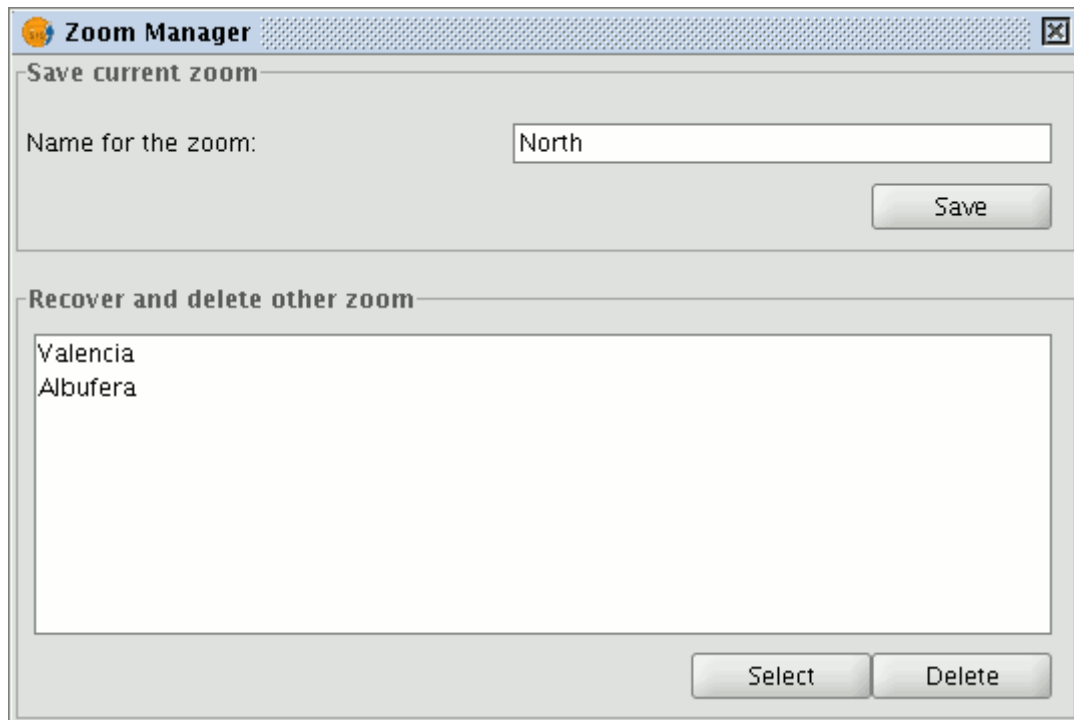 Zoom Manager
Save current zoom
Name for the zoom: North
Save
Recover and delete other zoom
Valencia
Albufera
Select Delete